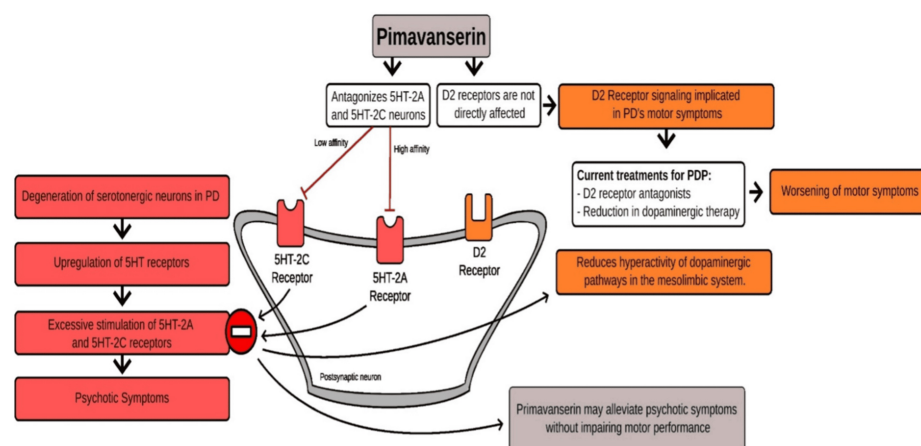 Pimavanserin
Antagonizes 5HT-2A
and 5HT-2C neurons
D2 receptors are not
directly affected
D2 Receptor signaling implicated
in PD's motor symptoms
Low affinity
High affinity
Current treatments for PDP:
- D2 receptor antagonists
- Reduction in dopaminergic therapy
Worsening of motor symptoms
Degeneration of serotonergic neurons in PD
Upregulation of 5HT receptors
Excessive stimulation of 5HT-2A
and 5HT-2C receptors
Psychotic Symptoms
5HT-2C
Receptor
5HT-2A
Receptor
D2
Receptor
Reduces hyperactivity of dopaminergic
pathways in the mesolimbic system.
Postsynaptic neuron
Primavanserin may alleviate psychotic symptoms
without impairing motor performance